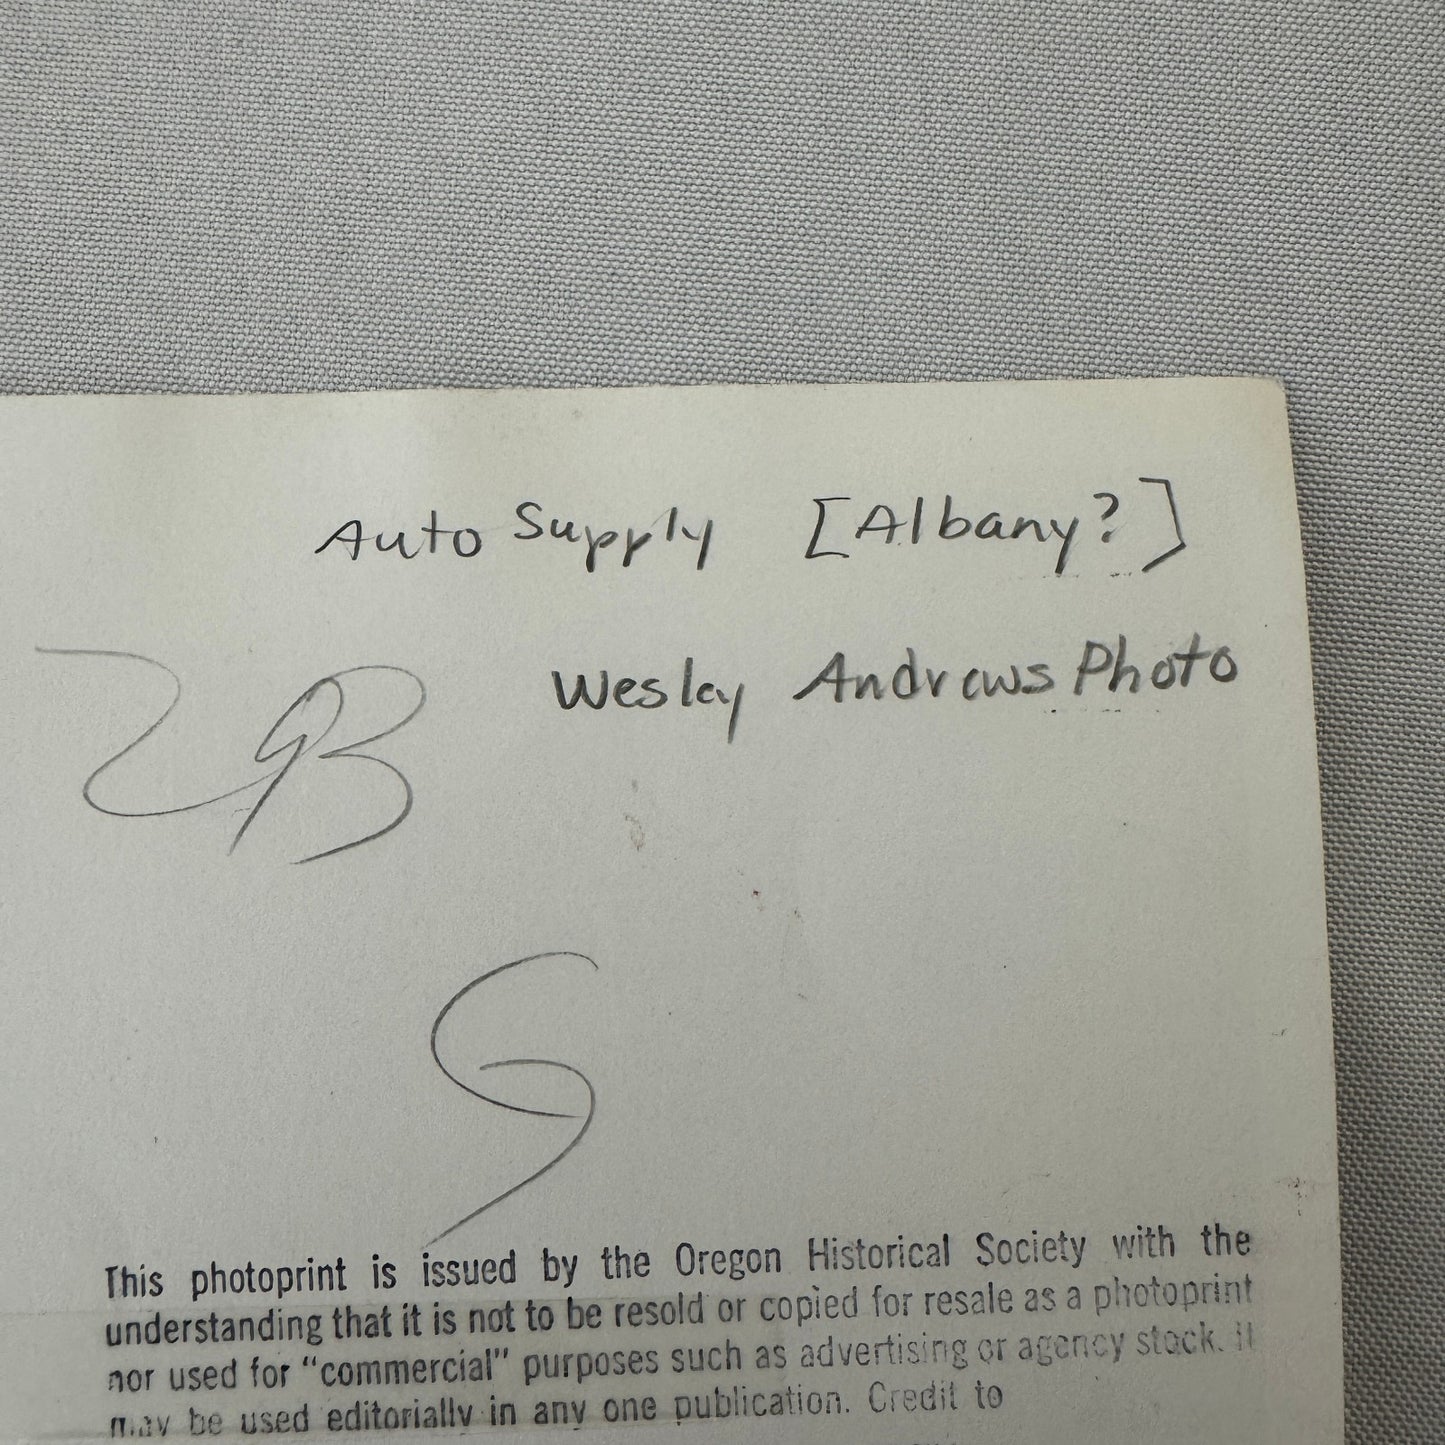 Auto Supply [Albany?]
Wesley Andrews Photo
This photoprint is issued by the Oregon Historical Society with the
understanding that it is not to be resold or copied for resale as a photoprint
nor used for "commercial" purposes such as advertising or agency stock. It
may be used editorially in any one publication. Credit to